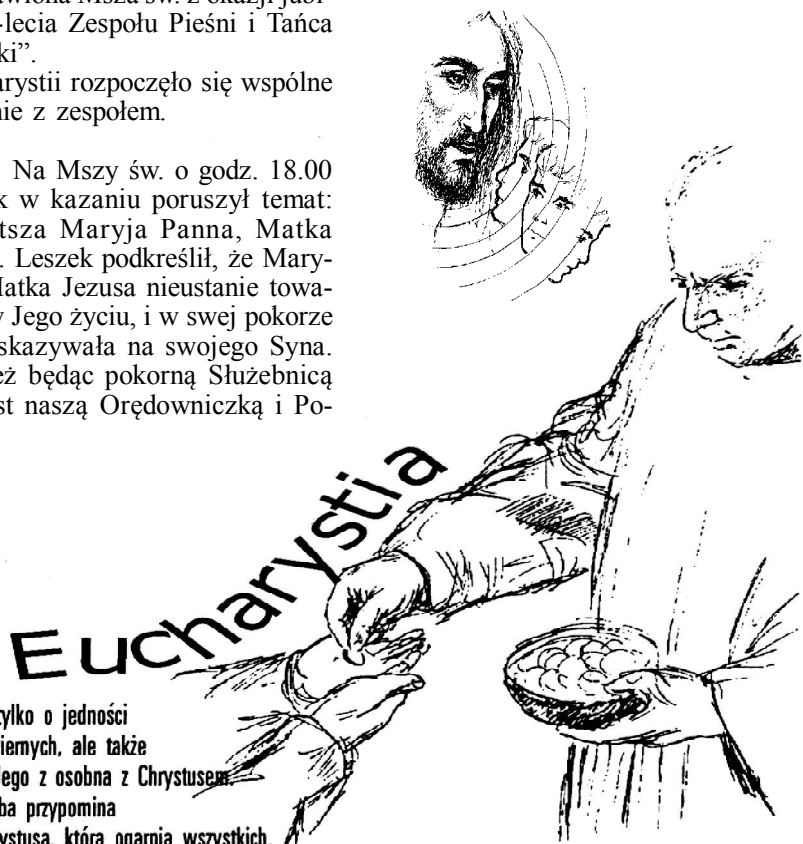 wiona Msza św. z okazji jubi-
-lecia Zespołu Pieśni i Tańca
ki”.
arystii rozpoczęło się wspólne
nie z zespołem.
Na Mszy św. o godz. 18.00
k w kazaniu poruszył temat:
tsza Maryja Panna, Matka
. Leszek podkreślił, że Mary-
Matka Jezusa nieustanie towa-
w Jego życiu, i w swej pokorze
skazywała na swojego Syna.
eż będąc pokorną Służebnicą
st naszą Orędowniczką i Po-
Eucharystia
tylko o jedności
iernych, ale także
ego z osobna z Chrystusem.
ba przypomina
ystusa, która ogarnia wszystkich.